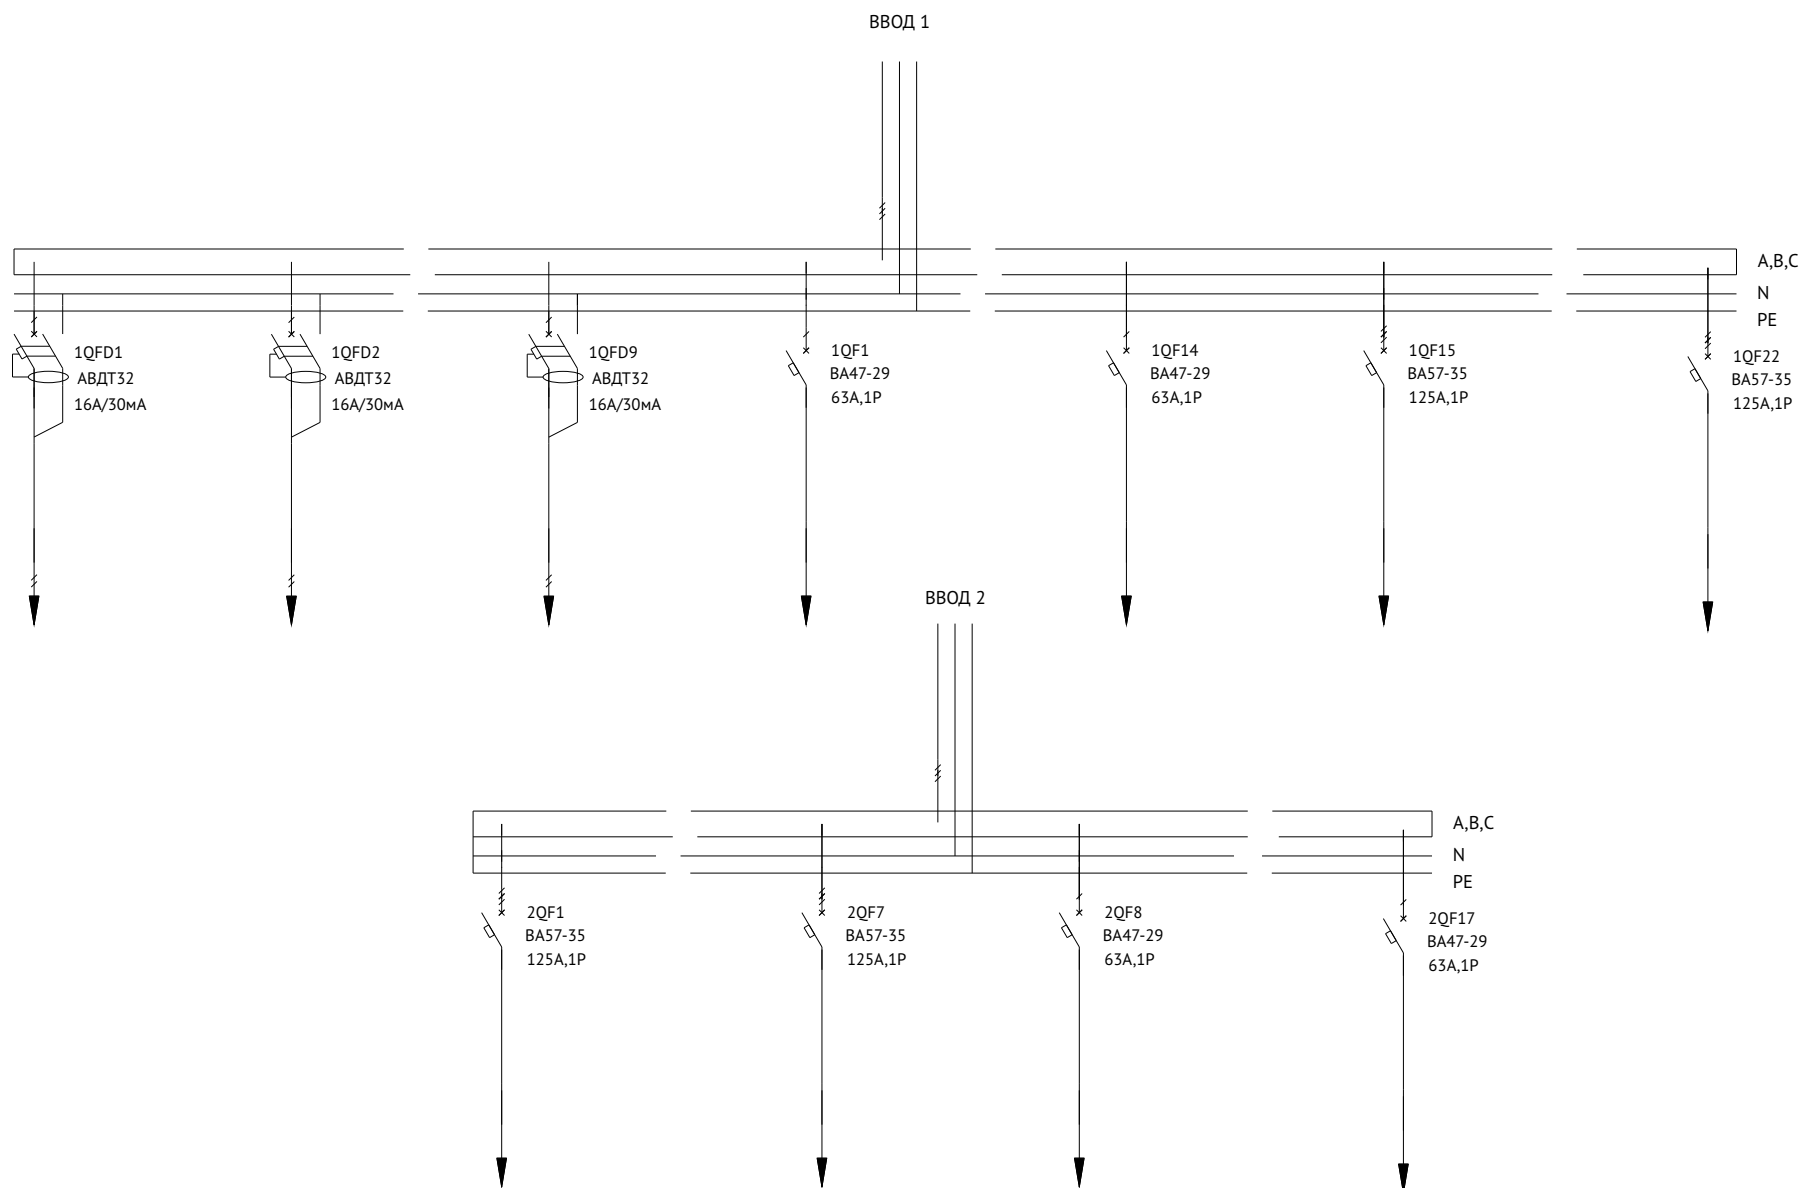 ВВОД 1
A,B,C
N
PE
1QFD1
АВДТ32
16А/30мА
1QFD2
АВДТ32
16А/30мА
1QFD9
АВДТ32
16А/30мА
1QF1
ВА47-29
63А,1Р
1QF14
ВА47-29
63А,1Р
1QF15
ВА57-35
125А,1Р
1QF22
ВА57-35
125А,1Р
ВВОД 2
A,B,C
N
PE
2QF1
ВА57-35
125А,1Р
2QF7
ВА57-35
125А,1Р
2QF8
ВА47-29
63А,1Р
2QF17
ВА47-29
63А,1Р